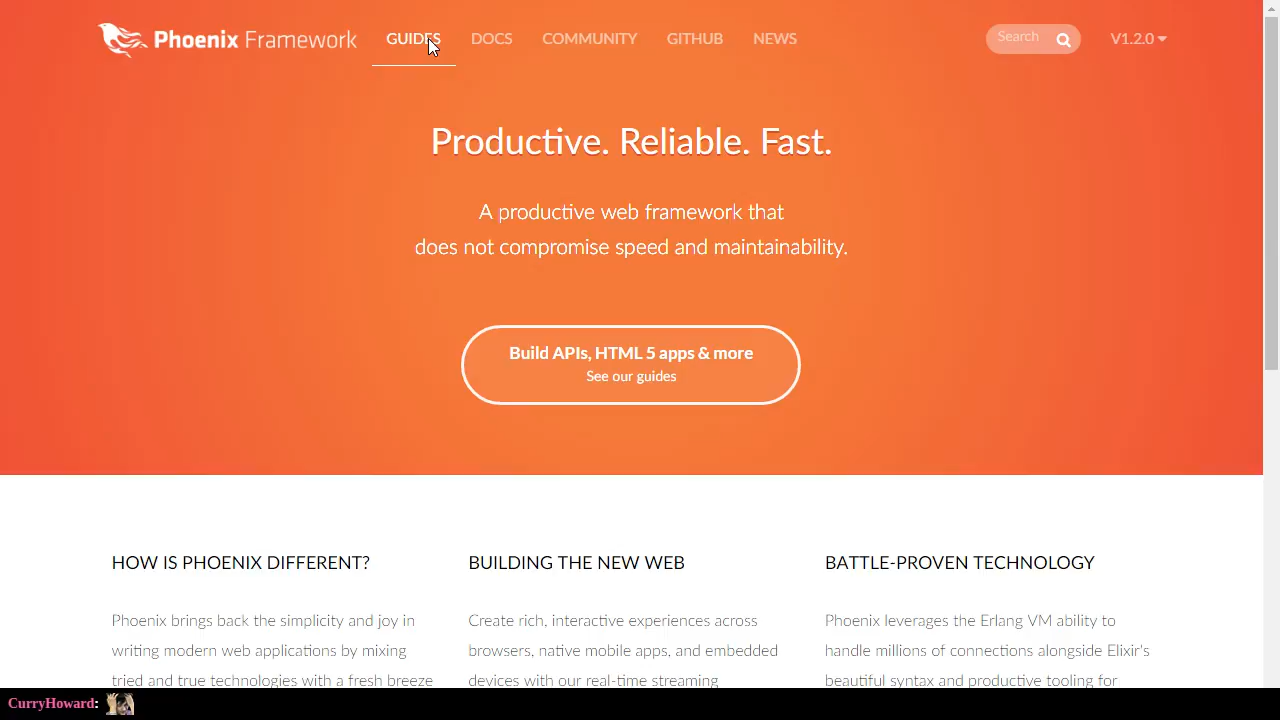 Phoenix Framework GUIDES DOCS COMMUNITY GITHUB NEWS Search V1.2.0
Productive. Reliable. Fast.
A productive web framework that
does not compromise speed and maintainability.
Build APIs, HTML 5 apps & more
See our guides
HOW IS PHOENIX DIFFERENT?
Phoenix brings back the simplicity and joy in
writing modern web applications by mixing
tried and true technologies with a fresh breeze
BUILDING THE NEW WEB
Create rich, interactive experiences across
browsers, native mobile apps, and embedded
devices with our real-time streaming
BATTLE-PROVEN TECHNOLOGY
Phoenix leverages the Erlang VM ability to
handle millions of connections alongside Elixir's
beautiful syntax and productive tooling for
CurryHoward: